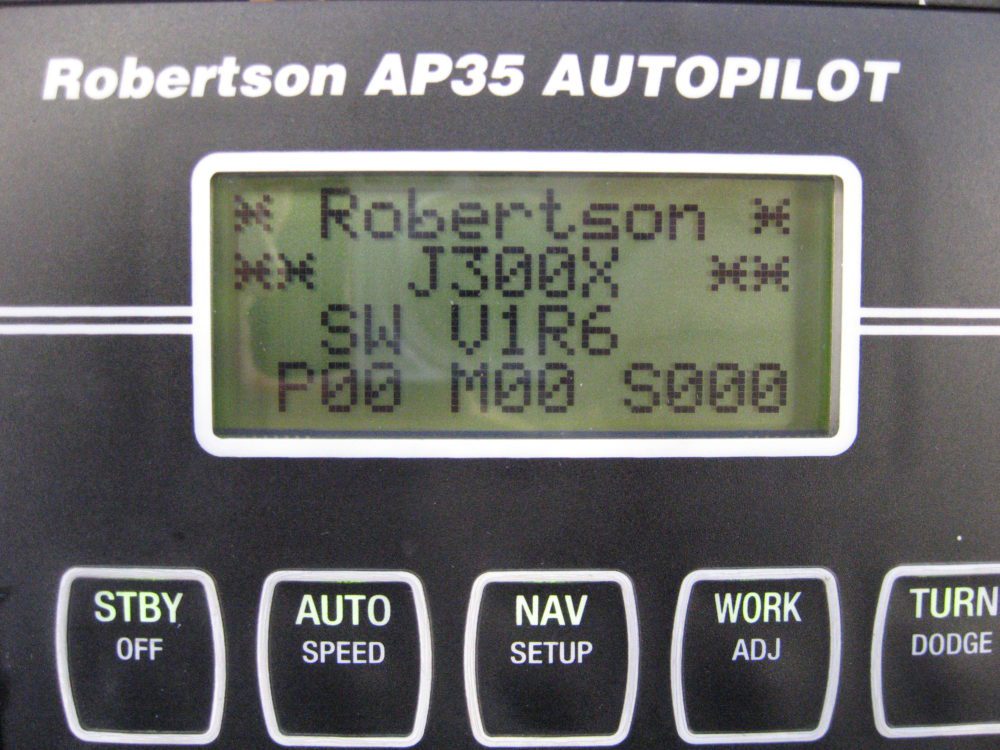 Robertson AP35 AUTOPILOT
* Robertson *
** J300X **
SW V1R6
P00 M00 S000
STBY AUTO NAV WORK TURN
OFF SPEED SETUP ADJ DODGE